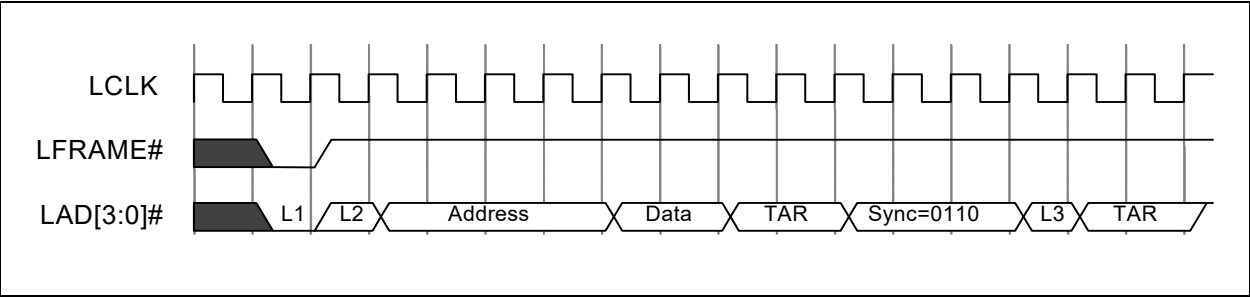 LCLK
LFRAME#
LAD[3:0]# L1 L2 Address Data TAR Sync=0110 L3 TAR